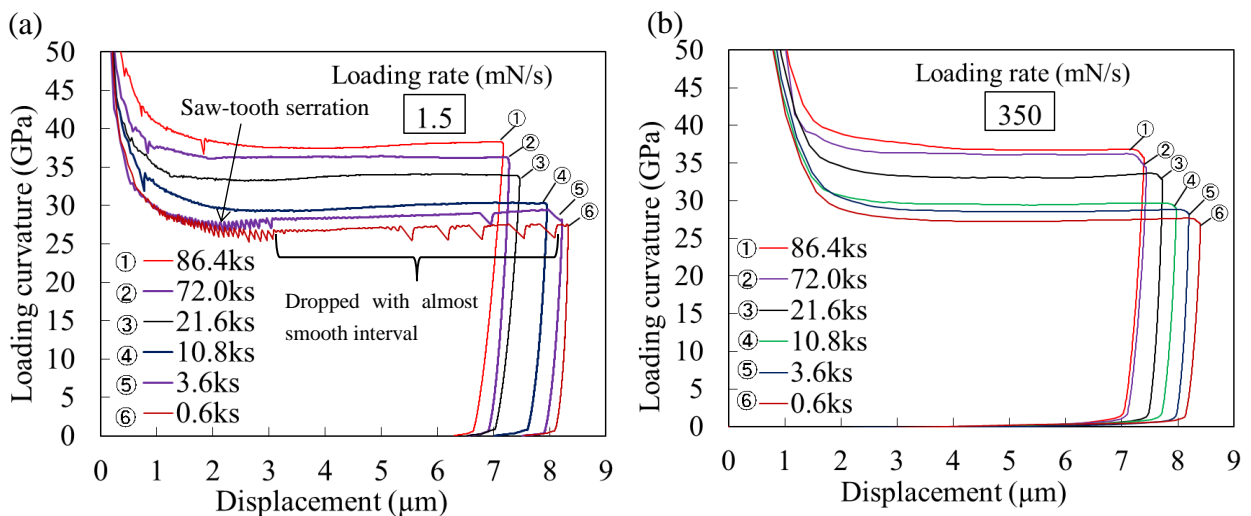 (a)
50
45
40
35
30
25
20
15
10
5
0
Loading curvature (GPa)
Loading rate (mN/s)
1.5
Saw-tooth serration
①
②
③
④
⑤
⑥
① 86.4ks
② 72.0ks
③ 21.6ks
④ 10.8ks
⑤ 3.6ks
⑥ 0.6ks
Dropped with almost
smooth interval
0 1 2 3 4 5 6 7 8 9
Displacement (μm)
(b)
50
45
40
35
30
25
20
15
10
5
0
Loading curvature (GPa)
Loading rate (mN/s)
350
①
②
③
④
⑤
⑥
① 86.4ks
② 72.0ks
③ 21.6ks
④ 10.8ks
⑤ 3.6ks
⑥ 0.6ks
0 1 2 3 4 5 6 7 8 9
Displacement (μm)